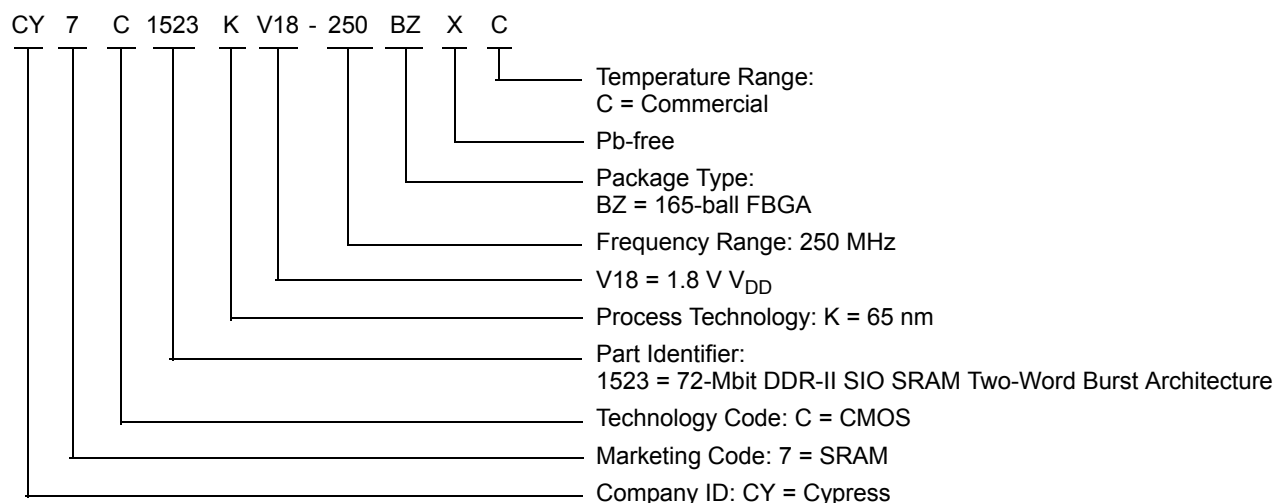 CY 7 C 1523 K V18 - 250 BZ X C
Temperature Range:
C = Commercial
Pb-free
Package Type:
BZ = 165-ball FBGA
Frequency Range: 250 MHz
V18 = 1.8 V VDD
Process Technology: K = 65 nm
Part Identifier:
1523 = 72-Mbit DDR-II SIO SRAM Two-Word Burst Architecture
Technology Code: C = CMOS
Marketing Code: 7 = SRAM
Company ID: CY = Cypress